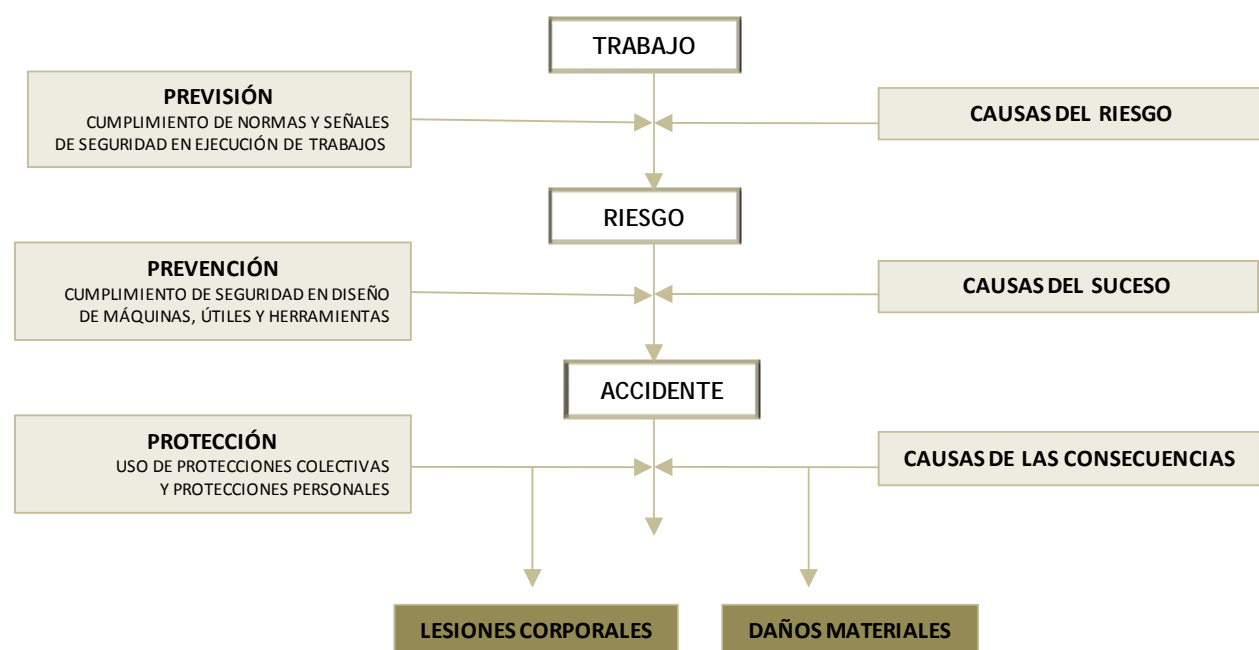 TRABAJO
PREVISIÓN
CUMPLIMIENTO DE NORMAS Y SEÑALES
DE SEGURIDAD EN EJECUCIÓN DE TRABAJOS
CAUSAS DEL RIESGO
RIESGO
PREVENCIÓN
CUMPLIMIENTO DE SEGURIDAD EN DISEÑO
DE MÁQUINAS, ÚTILES Y HERRAMIENTAS
CAUSAS DEL SUCESO
ACCIDENTE
PROTECCIÓN
USO DE PROTECCIONES COLECTIVAS
Y PROTECCIONES PERSONALES
CAUSAS DE LAS CONSECUENCIAS
LESIONES CORPORALES
DAÑOS MATERIALES